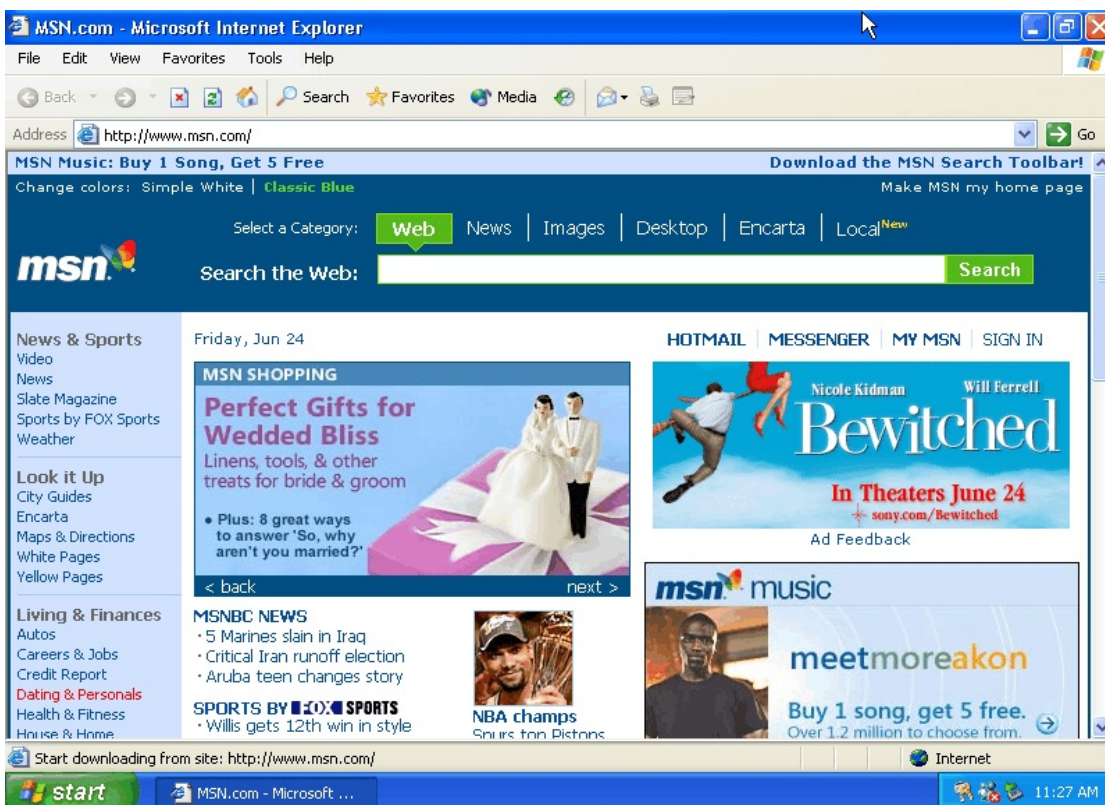 MSN.com - Microsoft Internet Explorer
File Edit View Favorites Tools Help
Back Search Favorites Media
Address http://www.msn.com/ Go
MSN Music: Buy 1 Song, Get 5 Free Download the MSN Search Toolbar!
Change colors: Simple White | Classic Blue Make MSN my home page
Select a Category: Web News | Images | Desktop | Encarta | Local New
msn
Search the Web: Search
News & Sports
Video
News
Slate Magazine
Sports by FOX Sports
Weather
Look it Up
City Guides
Encarta
Maps & Directions
White Pages
Yellow Pages
Living & Finances
Autos
Careers & Jobs
Credit Report
Dating & Personals
Health & Fitness
House & Home
Friday, Jun 24
HOTMAIL | MESSENGER | MY MSN | SIGN IN
MSN SHOPPING
Perfect Gifts for
Wedded Bliss
Linens, tools, & other
treats for bride & groom
• Plus: 8 great ways
to answer 'So, why
aren't you married?'
< back next >
MSNBC NEWS
· 5 Marines slain in Iraq
· Critical Iran runoff election
· Aruba teen changes story
SPORTS BY FOX SPORTS
· Willis gets 12th win in style
NBA champs
Spurs top Pistons
Nicole Kidman Will Ferrell
Bewitched
In Theaters June 24
sony.com/Bewitched
Ad Feedback
msn music
meetmoreakon
Buy 1 song, get 5 free.
Over 1.2 million to choose from.
Start downloading from site: http://www.msn.com/ Internet
start MSN.com - Microsoft ... 11:27 AM